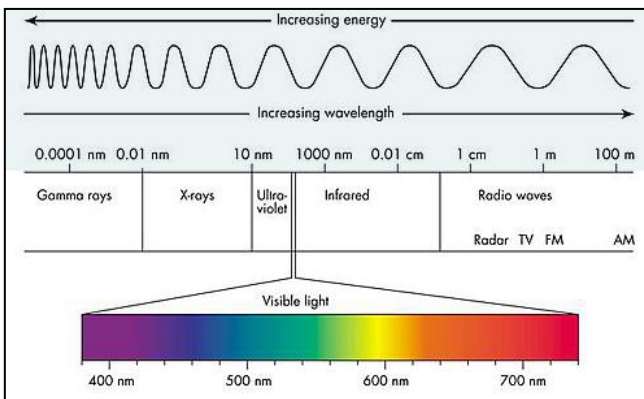 Increasing energy
Increasing wavelength
0.0001 nm 0.01 nm 10 nm 1000 nm 0.01 cm 1 cm 1 m 100 m
Gamma rays X-rays Ultra- Infrared Radio waves
violet
Radar TV FM AM
Visible light
400 nm 500 nm 600 nm 700 nm